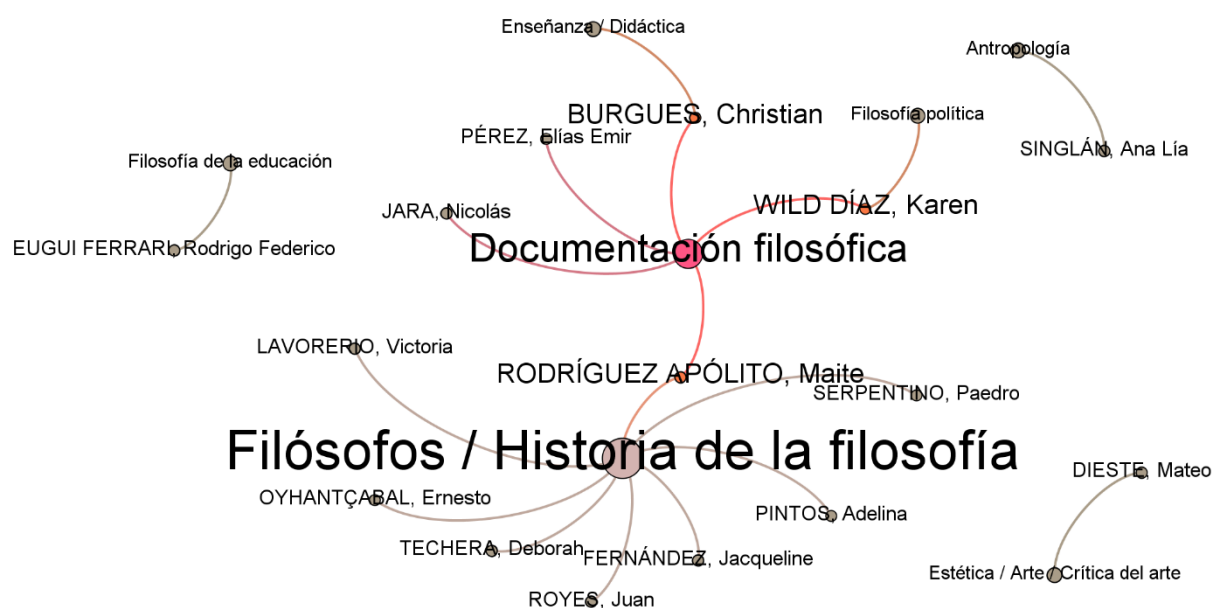 Enseñanza / Didáctica
Antropología
BURGUES, Christian
Filosofía política
PÉREZ, Elías Emir
SINGLÁN, Ana Lía
Filosofía de la educación
WILD DÍAZ, Karen
JARA, Nicolás
EUGUI FERRARI, Rodrigo Federico
Documentación filosófica
LAVORERIO, Victoria
RODRÍGUEZ APÓLITO, Maite
SERPENTINO, Paedro
Filósofos / Historia de la filosofía
DIESTE, Mateo
OYHANTÇABAL, Ernesto
PINTOS, Adelina
TECHERA, Deborah
FERNÁNDEZ, Jacqueline
Estética / Arte / Crítica del arte
ROYES, Juan